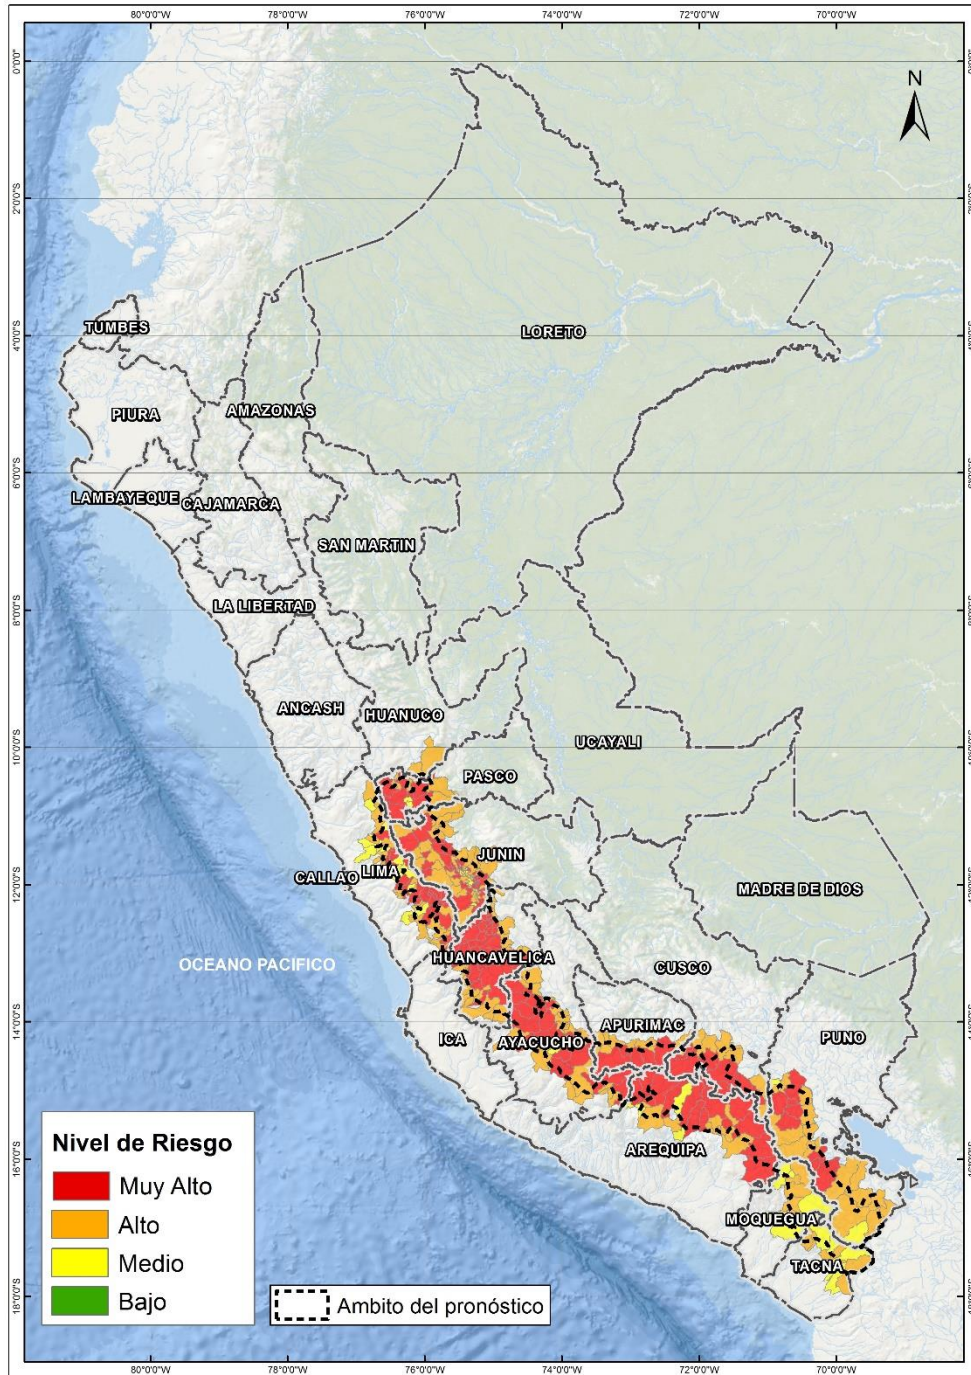 80°0'0"W 78°0'0"W 76°0'0"W 74°0'0"W 72°0'0"W 70°0'0"W
N
0°0'0"
2°0'0"S
4°0'0"S
6°0'0"S
8°0'0"S
10°0'0"S
12°0'0"S
14°0'0"S
16°0'0"S
18°0'0"S
TUMBES
LORETO
PIURA
AMAZONAS
LAMBAYEQUE
CAJAMARCA
SAN MARTIN
LA LIBERTAD
ANCASH
HUANUCO
UCAYALI
PASCO
JUNIN
LIMA
CALLAO
MADRE DE DIOS
HUANCAVELICA
OCEANO PACIFICO
CUSCO
APURIMAC
ICA
AYACUCHO
PUNO
AREQUIPA
MOQUEGUA
TACNA
Nivel de Riesgo
Muy Alto
Alto
Medio
Bajo
Ambito del pronóstico
80°0'0"W 78°0'0"W 76°0'0"W 74°0'0"W 72°0'0"W 70°0'0"W